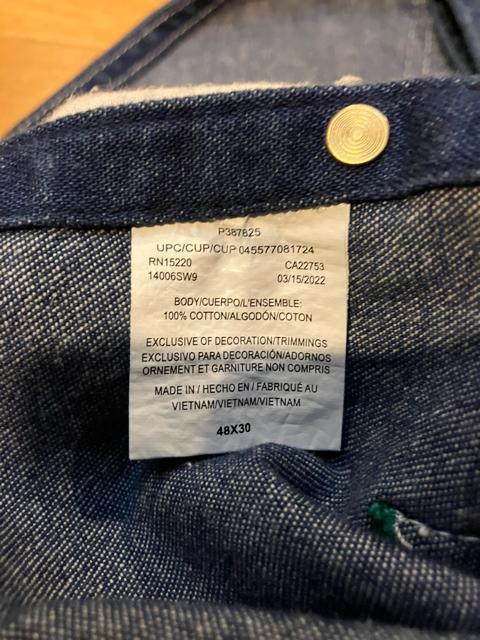 P387825
UPC/CUP/CUP 045577081724
RN15220 CA22753
14006SW9 03/15/2022
BODY/CUERPO/L'ENSEMBLE:
100% COTTON/ALGODÓN/COTON
EXCLUSIVE OF DECORATION/TRIMMINGS
EXCLUSIVO PARA DECORACIÓN/ADORNOS
ORNEMENT ET GARNITURE NON COMPRIS
MADE IN / HECHO EN / FABRIQUÉ AU
VIETNAM/VIETNAM/VIETNAM
48X30